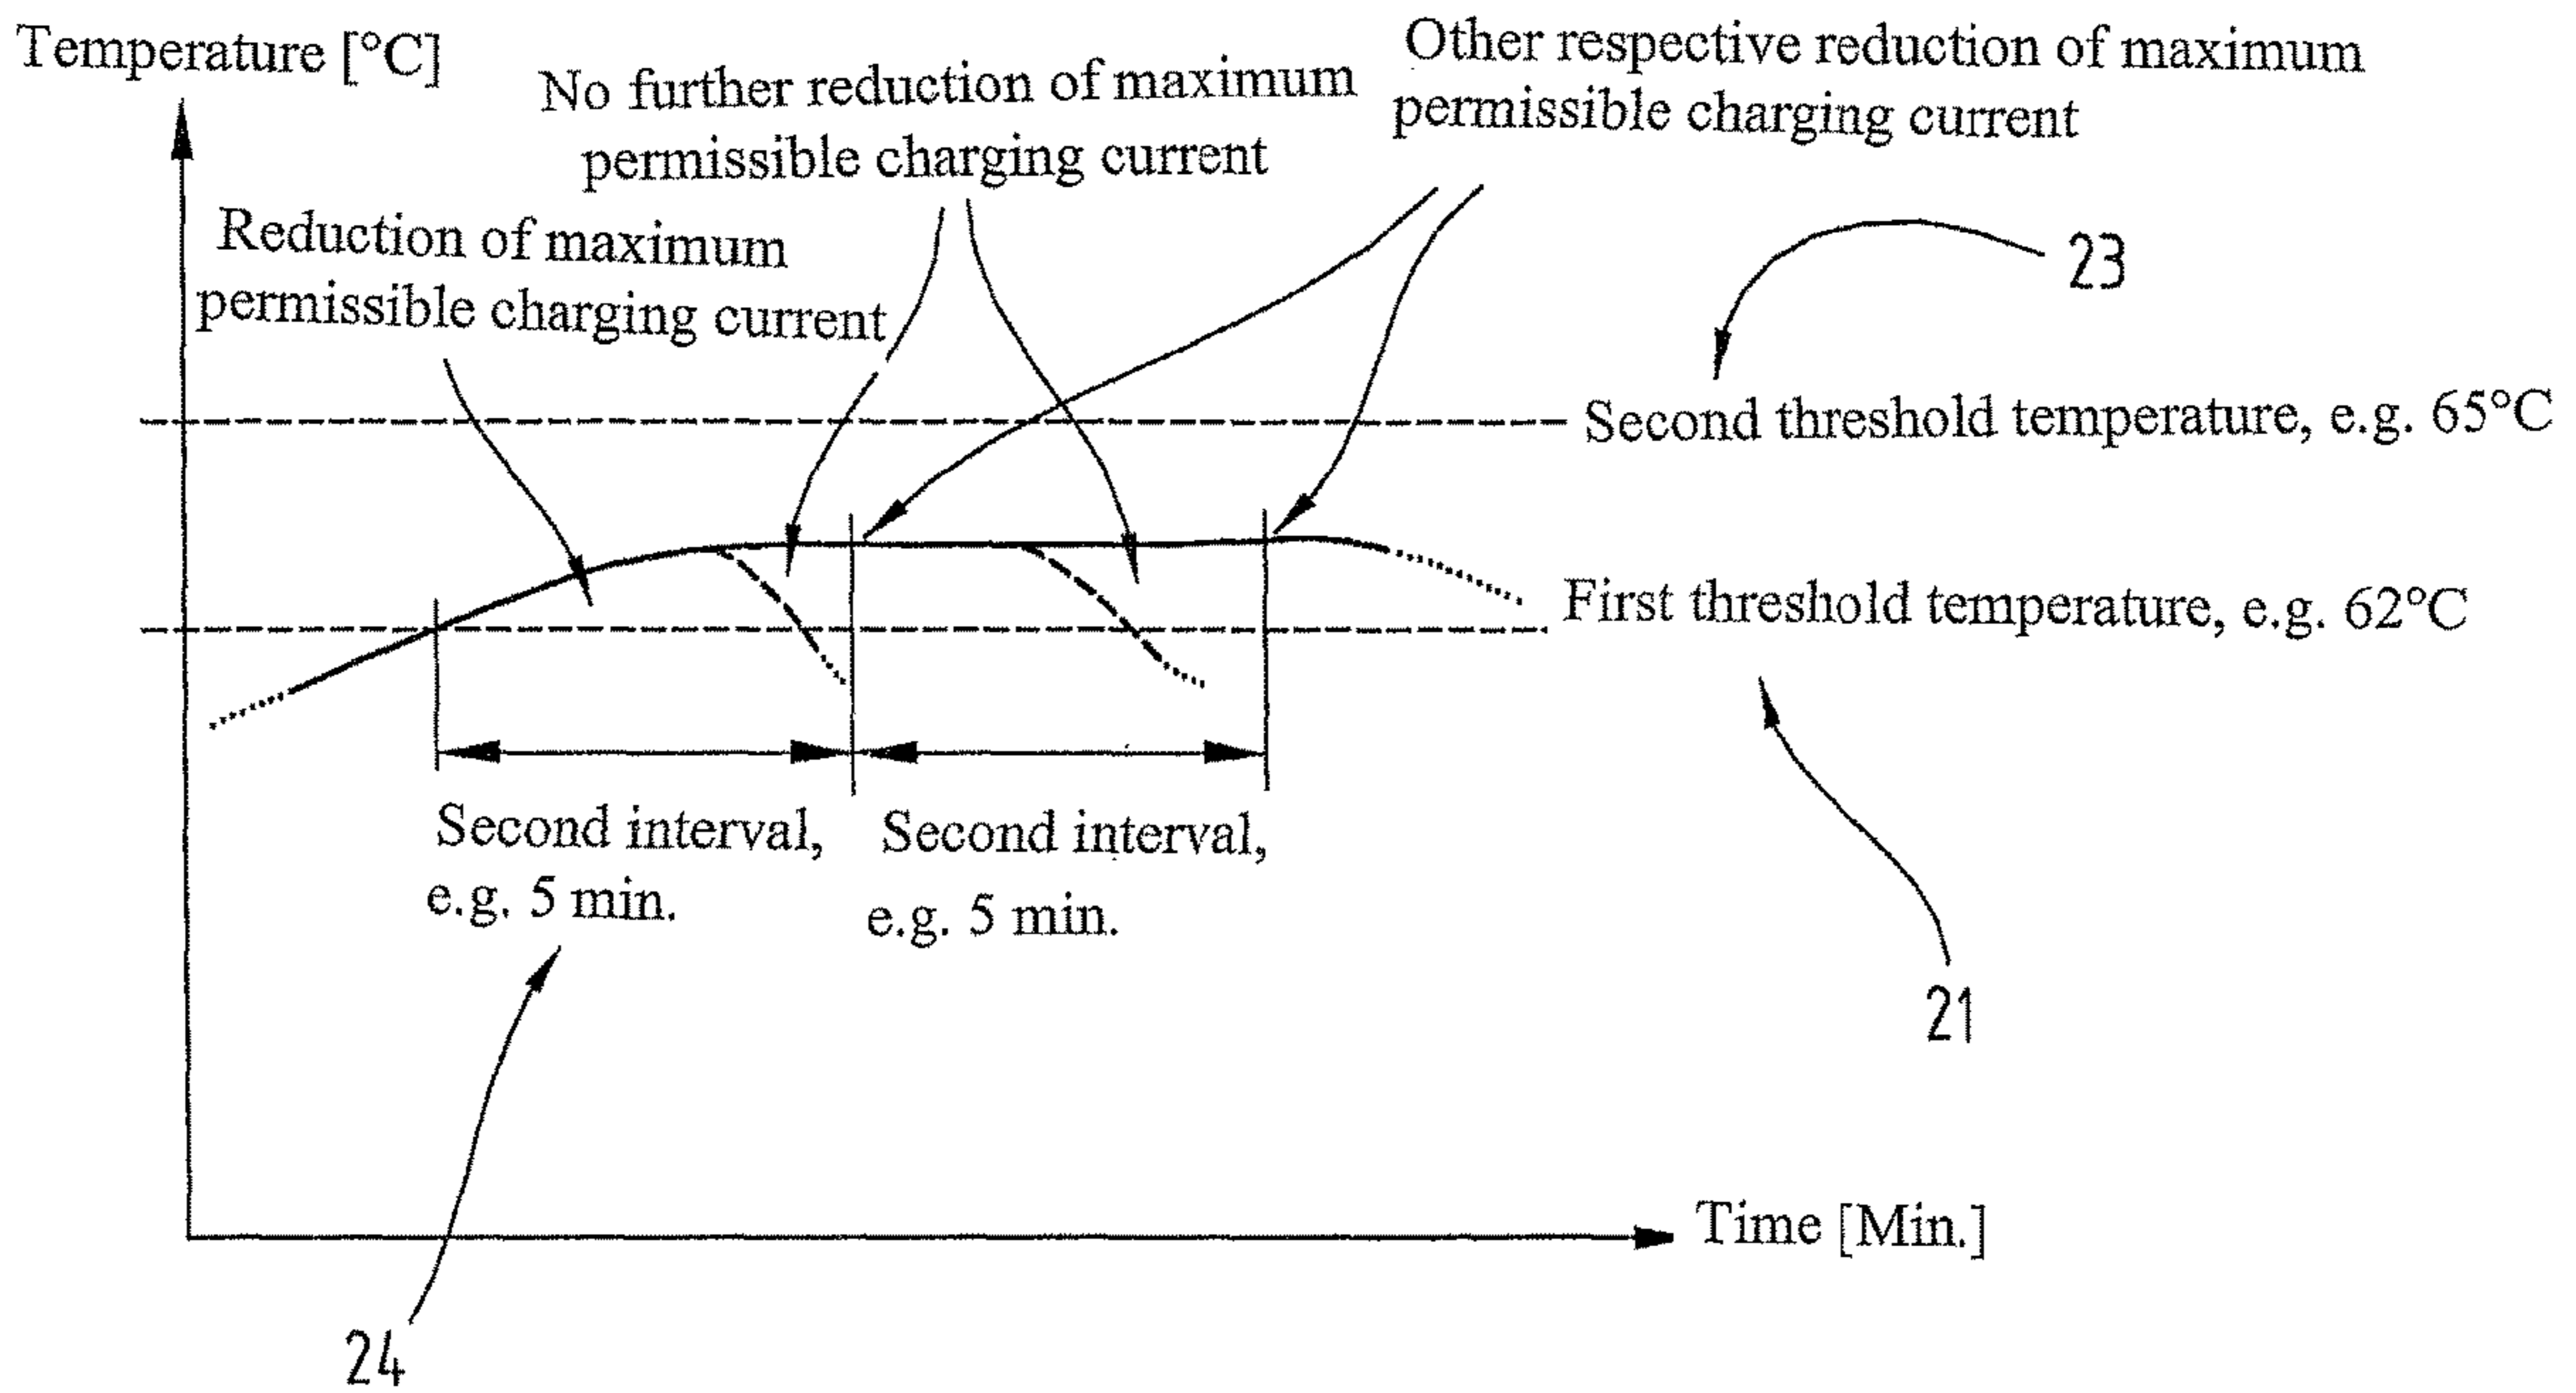 Temperature [°C]
No further reduction of maximum
permissible charging current
Other respective reduction of maximum
permissible charging current
Reduction of maximum
permissible charging current
23
Second threshold temperature, e.g. 65°C
First threshold temperature, e.g. 62°C
Second interval,
e.g. 5 min.
Second interval,
e.g. 5 min.
21
Time [Min.]
24